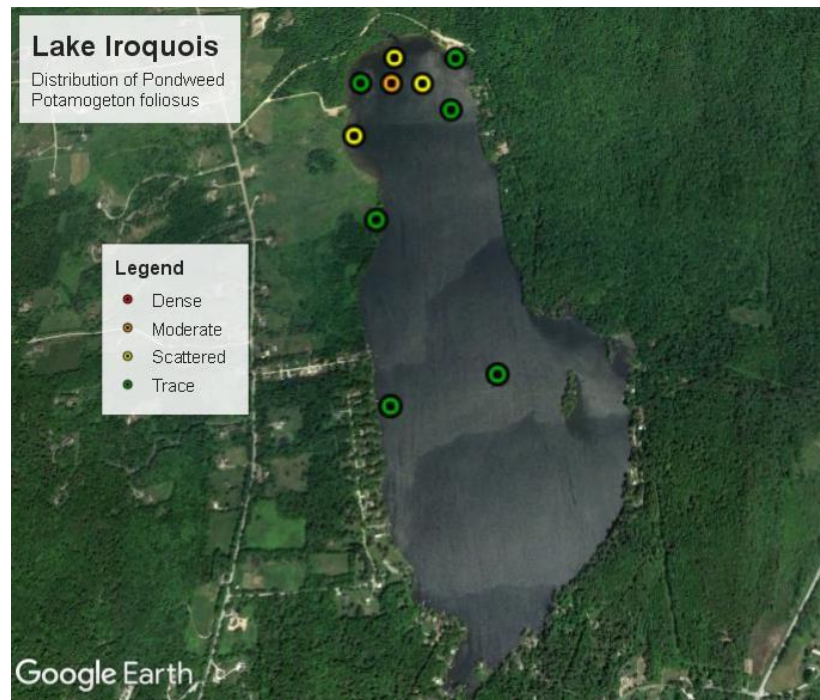 Lake Iroquois
Distribution of Pondweed
Potamogeton foliosus
Legend
Dense
Moderate
Scattered
Trace
Google Earth